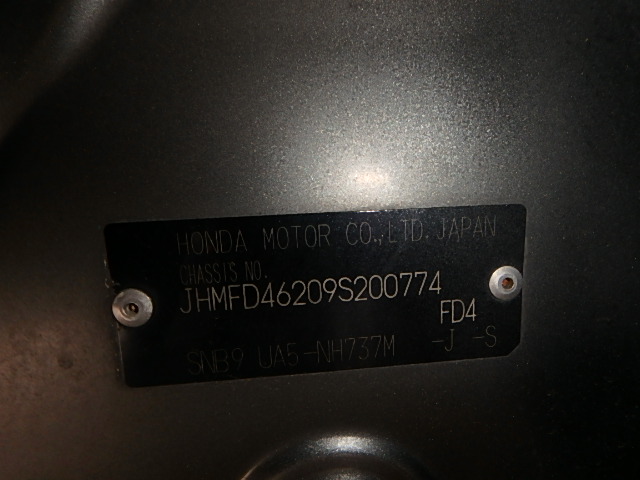 HONDA MOTOR CO.,LTD.JAPAN
CHASSIS NO.
JHMFD46209S200774
FD4
SNB9 UA5-NH737M -J -S